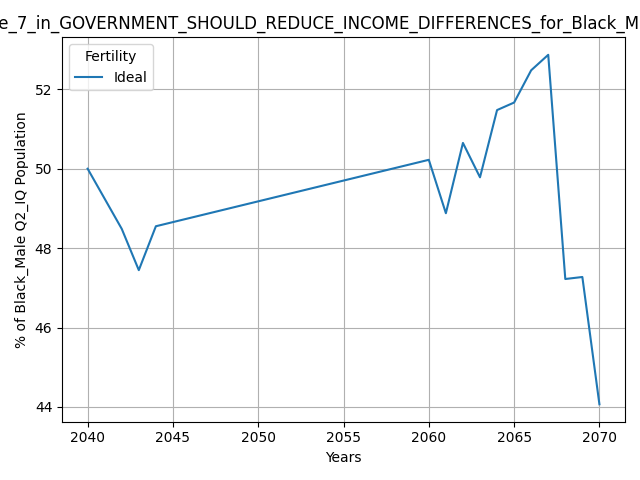 e_7_in_GOVERNMENT_SHOULD_REDUCE_INCOME_DIFFERENCES_for_Black_M
Fertility
Ideal
% of Black_Male Q2_IQ Population
52
50
48
46
44
2040 2045 2050 2055 2060 2065 2070
Years